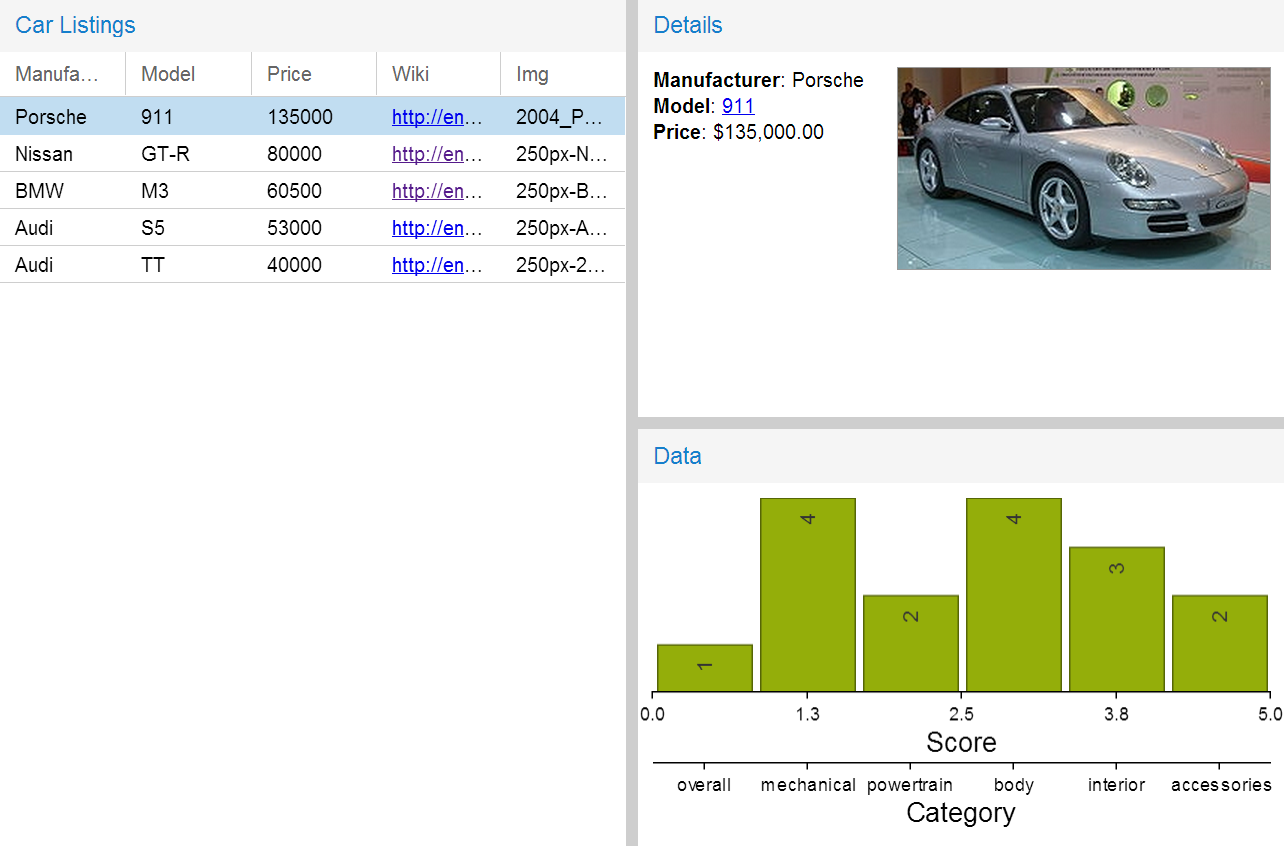 Car Listings
Manufa... Model Price Wiki Img
Porsche 911 135000 http://en... 2004_P...
Nissan GT-R 80000 http://en... 250px-N...
BMW M3 60500 http://en... 250px-B...
Audi S5 53000 http://en... 250px-A...
Audi TT 40000 http://en... 250px-2...
Details
Manufacturer: Porsche
Model: 911
Price: $135,000.00
Data
1 4 2 4 3 2
0.0 1.3 2.5 3.8 5.0
Score
overall mechanical powertrain body interior accessories
Category